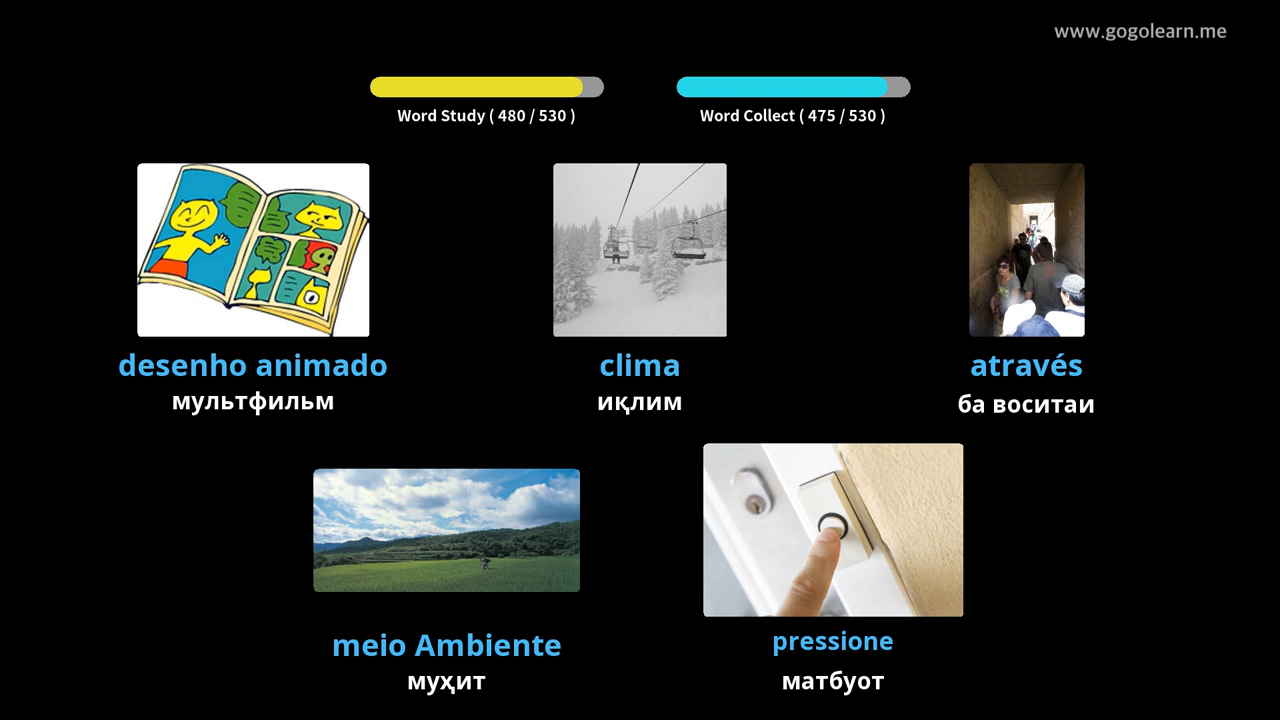 www.gogolearn.me
Word Study ( 480 / 530 )
Word Collect ( 475 / 530 )
desenho animado
мультфильм
clima
иқлим
através
ба воситаи
meio Ambiente
муҳит
pressione
матбуот